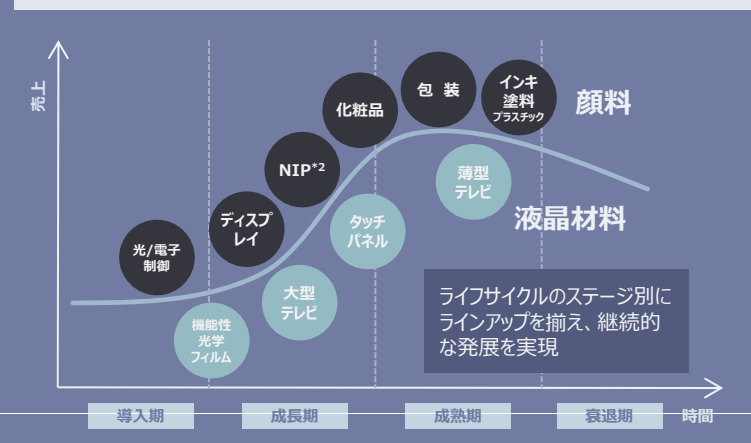 売上
インキ
塗料
プラスチック
顔料
包 装
化粧品
NIP*2
薄型
テレビ
ディスプ
レイ
タッチ
パネル
液晶材料
光/電子
制御
大型
テレビ
機能性
光学
フィルム
ライフサイクルのステージ別に
ラインアップを揃え、継続的
な発展を実現
導入期
成長期
成熟期
衰退期
時間